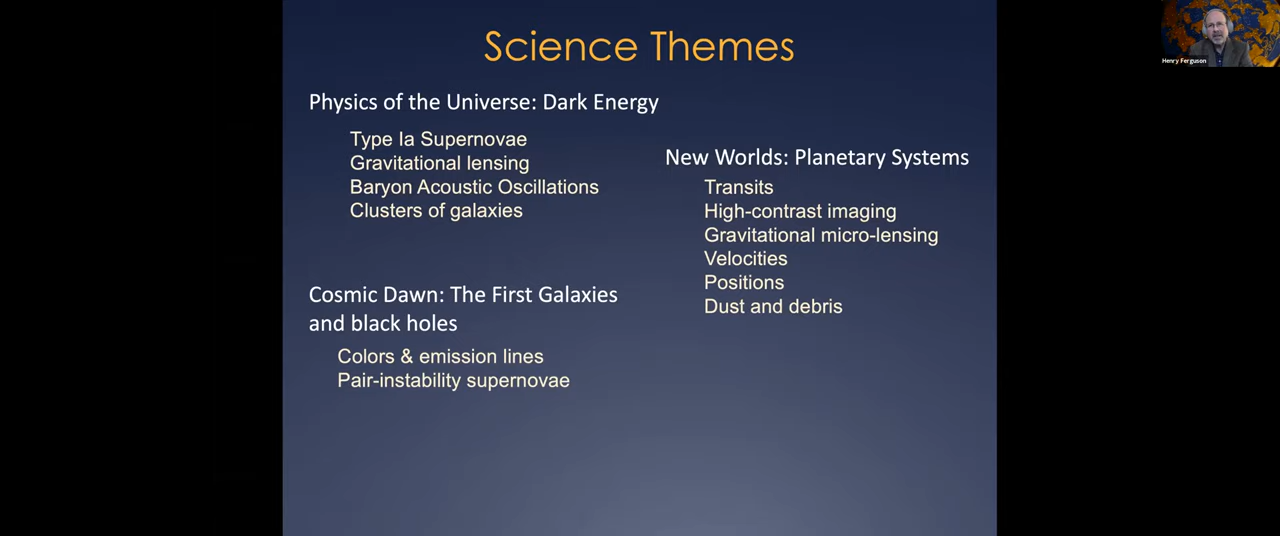 Science Themes
Physics of the Universe: Dark Energy
Type Ia Supernovae
Gravitational lensing
Baryon Acoustic Oscillations
Clusters of galaxies
Cosmic Dawn: The First Galaxies
and black holes
Colors & emission lines
Pair-instability supernovae
New Worlds: Planetary Systems
Transits
High-contrast imaging
Gravitational micro-lensing
Velocities
Positions
Dust and debris
Henry Ferguson